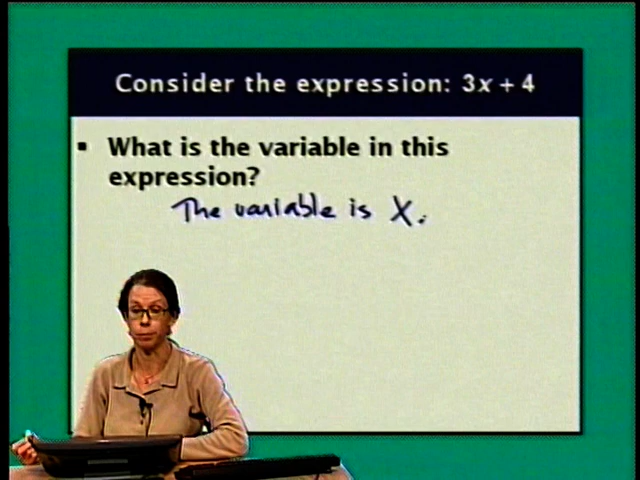 Consider the expression: 3x + 4
▪ What is the variable in this
expression?
The variable is X.